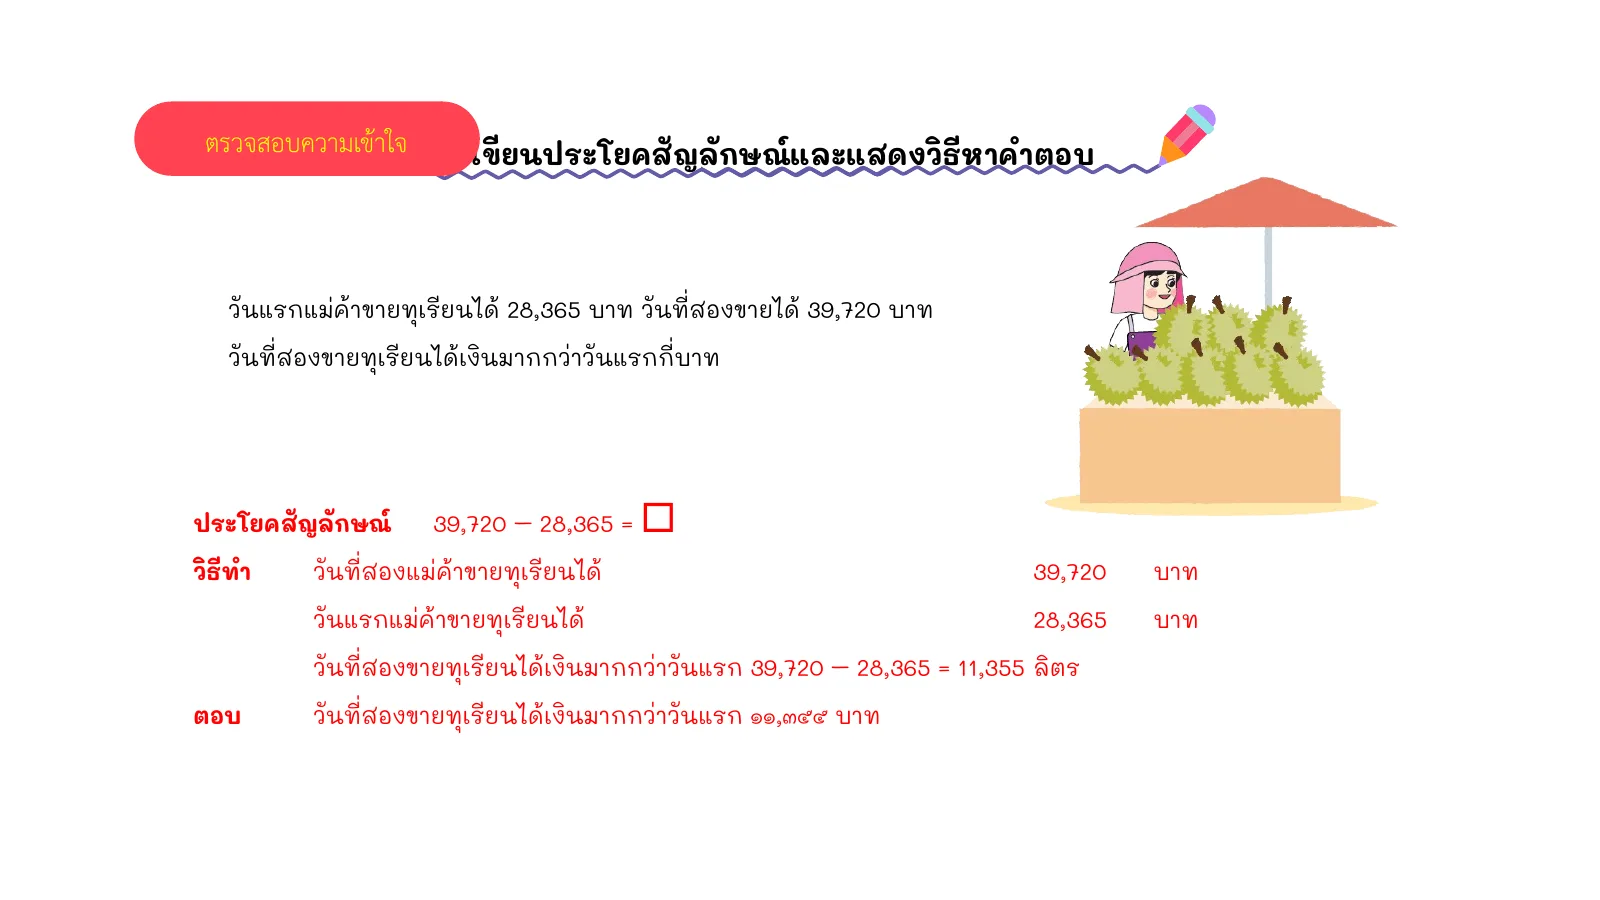 ตรวจสอบความเข้าใจ
เขียนประโยคสัญลักษณ์และแสดงวิธีหาคำตอบ
วันแรกแม่ค้าขายทุเรียนได้ 28,365 บาท วันที่สองขายได้ 39,720 บาท
วันที่สองขายทุเรียนได้เงินมากกว่าวันแรกกี่บาท
ประโยคสัญลักษณ์ 39,720 – 28,365 = □
วิธีทำ วันที่สองแม่ค้าขายทุเรียนได้ 39,720 บาท
วันแรกแม่ค้าขายทุเรียนได้ 28,365 บาท
วันที่สองขายทุเรียนได้เงินมากกว่าวันแรก 39,720 – 28,365 = 11,355 ลิตร
ตอบ วันที่สองขายทุเรียนได้เงินมากกว่าวันแรก ๑๑,๓๕๕ บาท